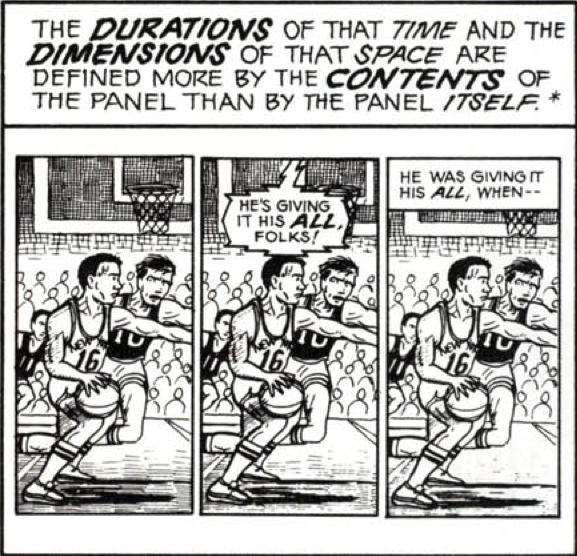 THE DURATIONS OF THAT TIME AND THE
DIMENSIONS OF THAT SPACE ARE
DEFINED MORE BY THE CONTENTS OF
THE PANEL THAN BY THE PANEL ITSELF.*
16
HE'S GIVING
IT HIS ALL,
FOLKS!
16
HE WAS GIVING IT
HIS ALL, WHEN--
16